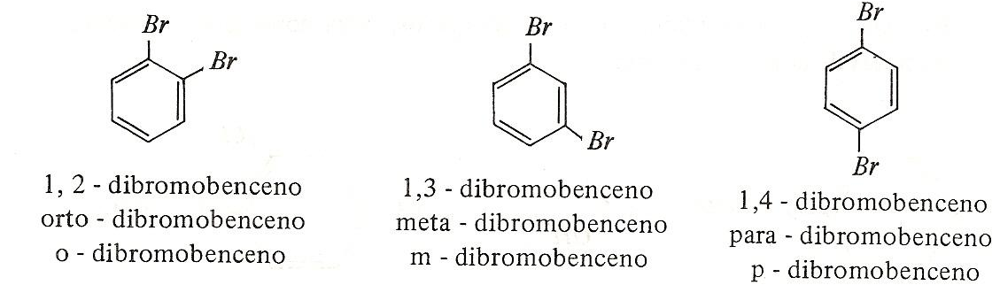 Br
Br
1, 2 - dibromobenceno
orto - dibromobenceno
o - dibromobenceno
Br
Br
1,3 - dibromobenceno
meta - dibromobenceno
m - dibromobenceno
Br
Br
1,4 - dibromobenceno
para - dibromobenceno
p - dibromobenceno